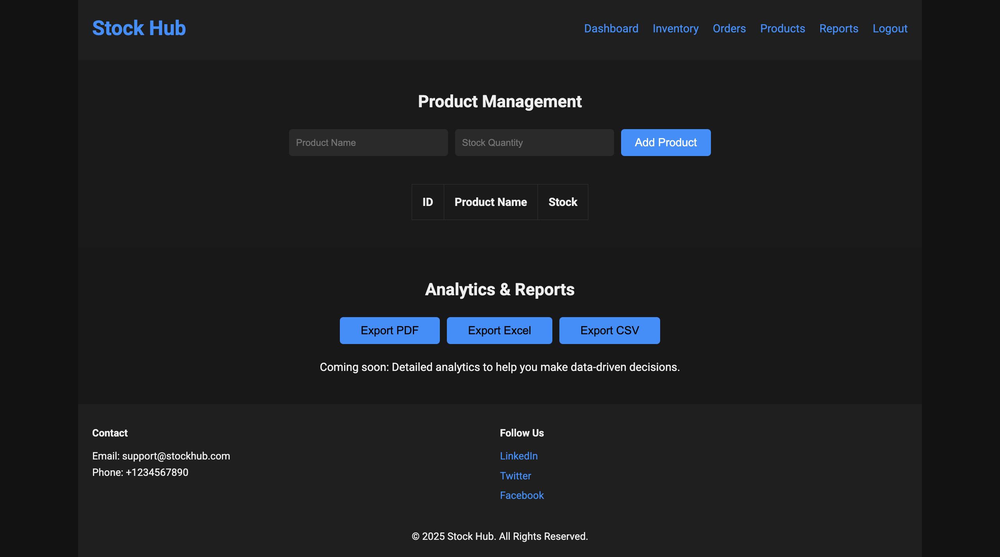 Stock Hub
Dashboard Inventory Orders Products Reports Logout
Product Management
Product Name Stock Quantity Add Product
ID Product Name Stock
Analytics & Reports
Export PDF Export Excel Export CSV
Coming soon: Detailed analytics to help you make data-driven decisions.
Contact
Email: support@stockhub.com
Phone: +1234567890
Follow Us
LinkedIn
Twitter
Facebook
© 2025 Stock Hub. All Rights Reserved.